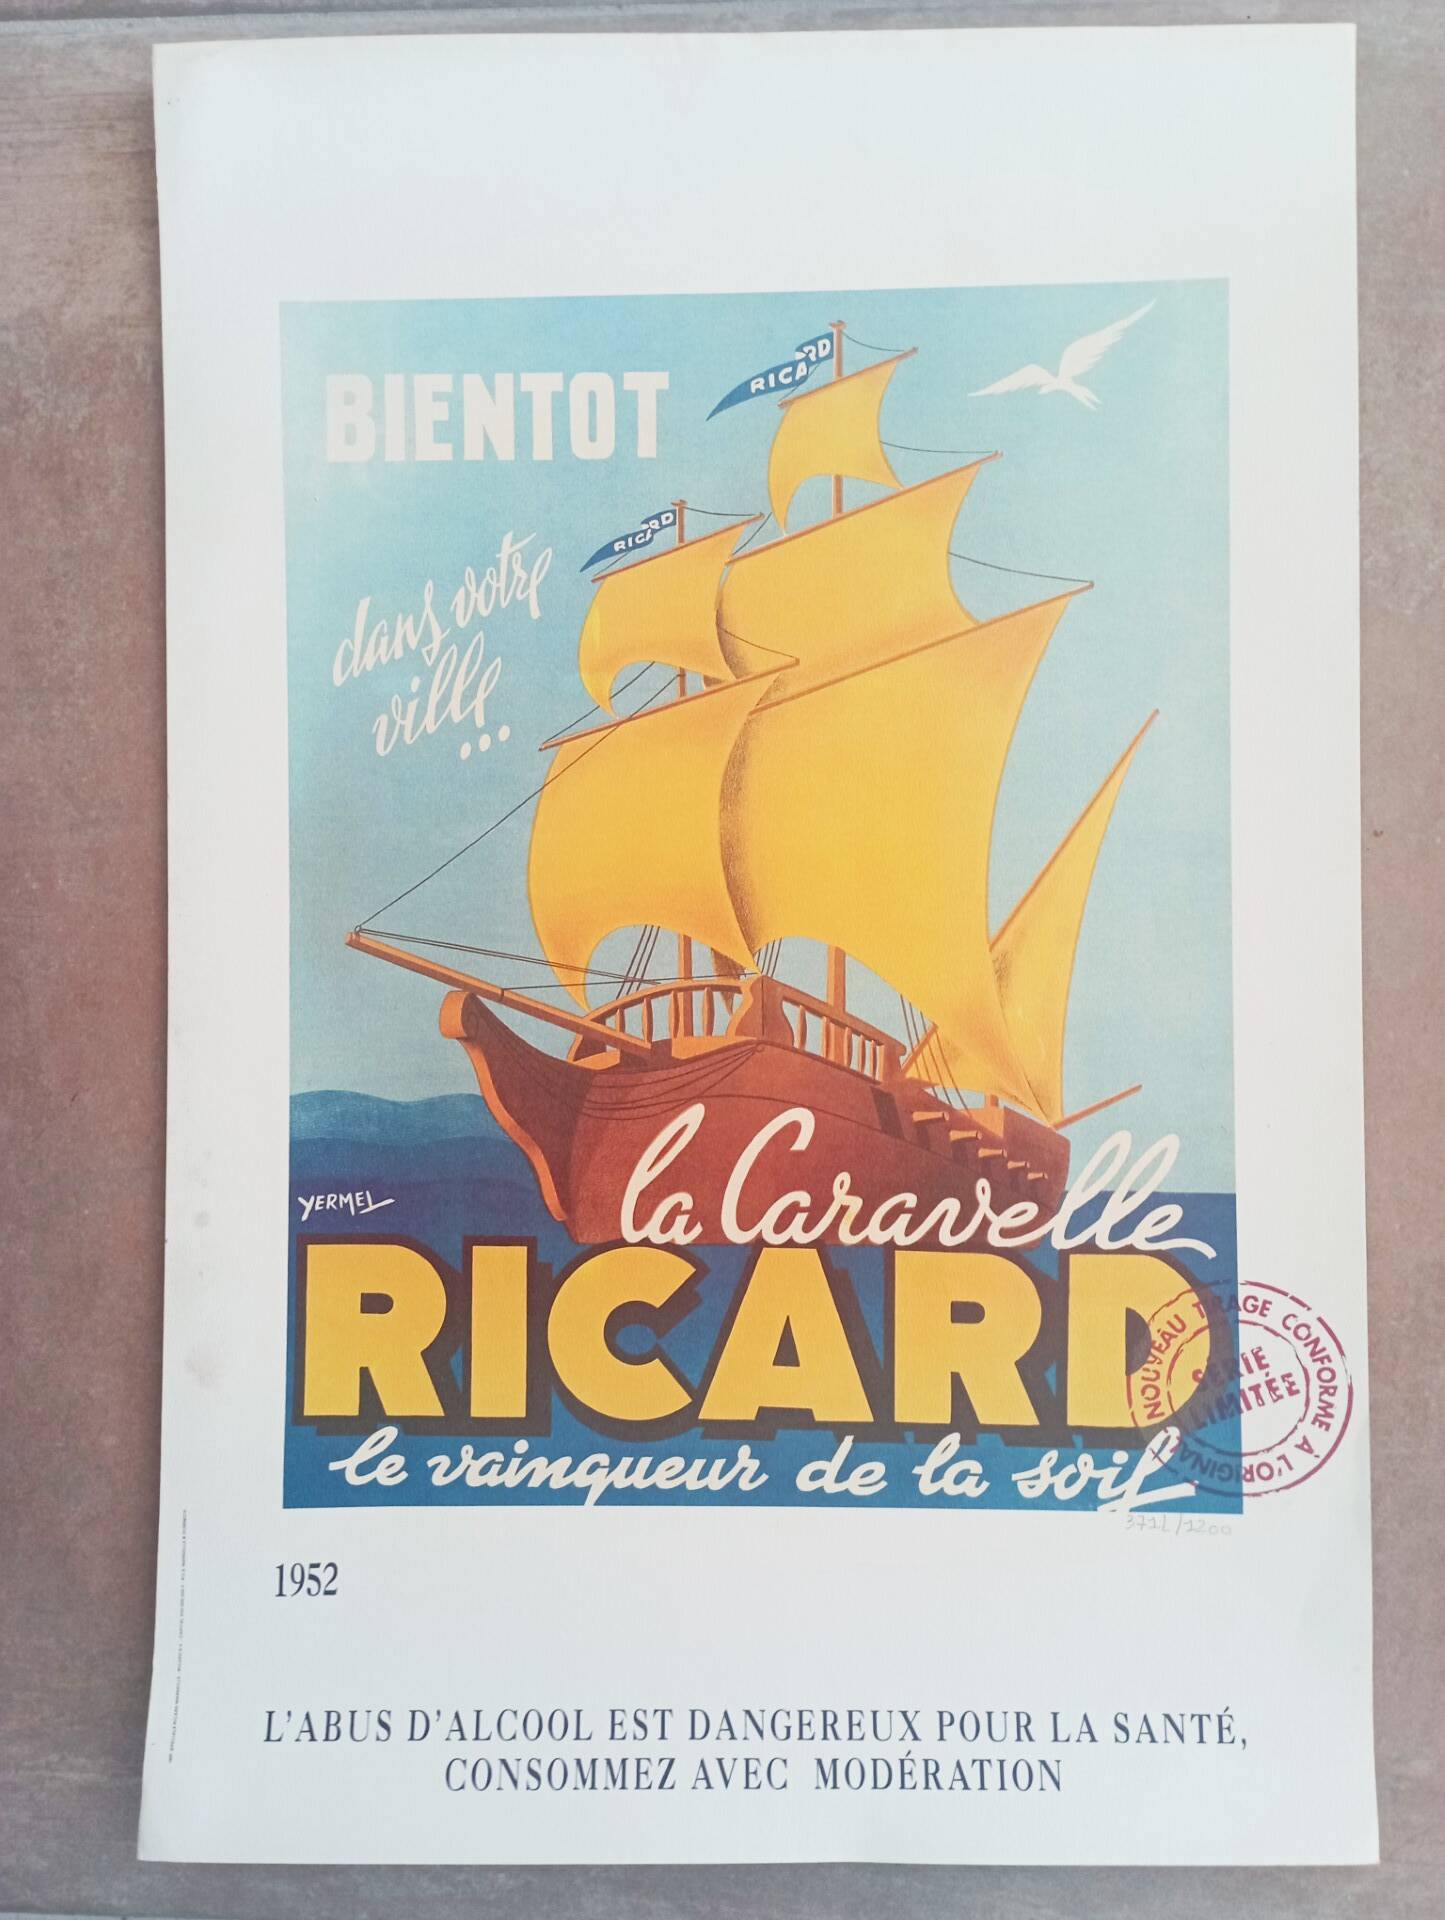 RICARD
BIENTOT
RICARD
dans votre
ville...
YERMEL
la Caravelle
RICARD
le vainqueur de la soif
NOUVEAU TIRAGE CONFORME À L'ORIGINAL
SÉRIE
LIMITÉE
1952
L'ABUS D'ALCOOL EST DANGEREUX POUR LA SANTÉ,
CONSOMMEZ AVEC MODÉRATION